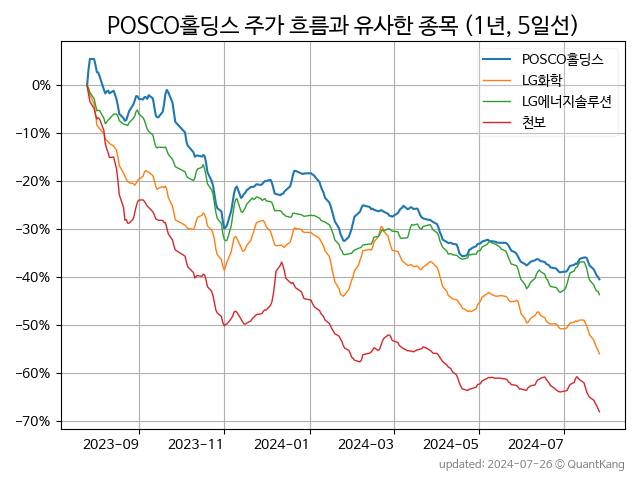 POSCO홀딩스 주가 흐름과 유사한 종목 (1년, 5일선)
POSCO홀딩스
LG화학
LG에너지솔루션
천보
0%
−10%
−20%
−30%
−40%
−50%
−60%
−70%
2023-09
2023-11
2024-01
2024-03
2024-05
2024-07
updated: 2024-07-26 © QuantKang